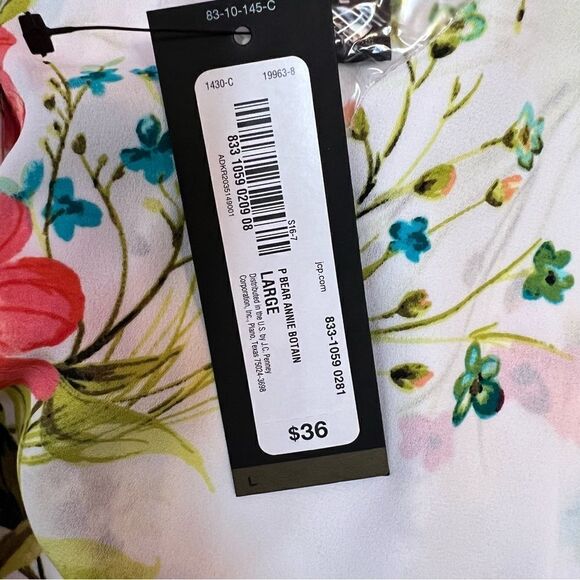 83-10-145-C
1430-C 19963-8
833 1059 0209 08
ADKR2035149001
S16-7
jcp.com
833-1059 0281
P BEAR ANNIE BOTAIN
LARGE
Distributed in the U.S. by J.C. Penney
Corporation, Inc., Plano, Texas 75024-3698
$36
L